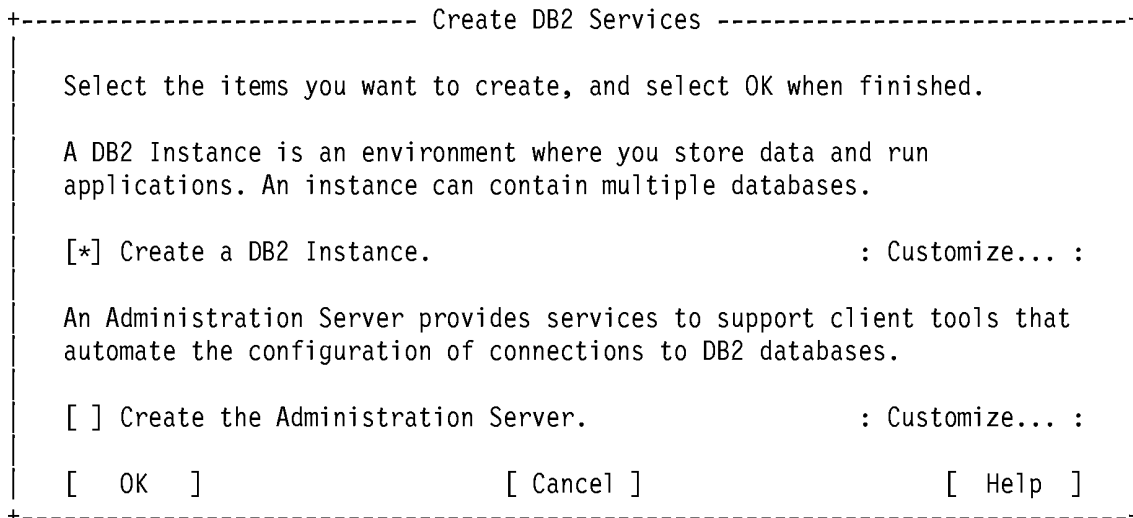 +---------------------------- Create DB2 Services -----------------------------
Select the items you want to create, and select OK when finished.
A DB2 Instance is an environment where you store data and run
applications. An instance can contain multiple databases.
[*] Create a DB2 Instance. : Customize... :
An Administration Server provides services to support client tools that
automate the configuration of connections to DB2 databases.
[ ] Create the Administration Server. : Customize... :
[ OK ] [ Cancel ] [ Help ]